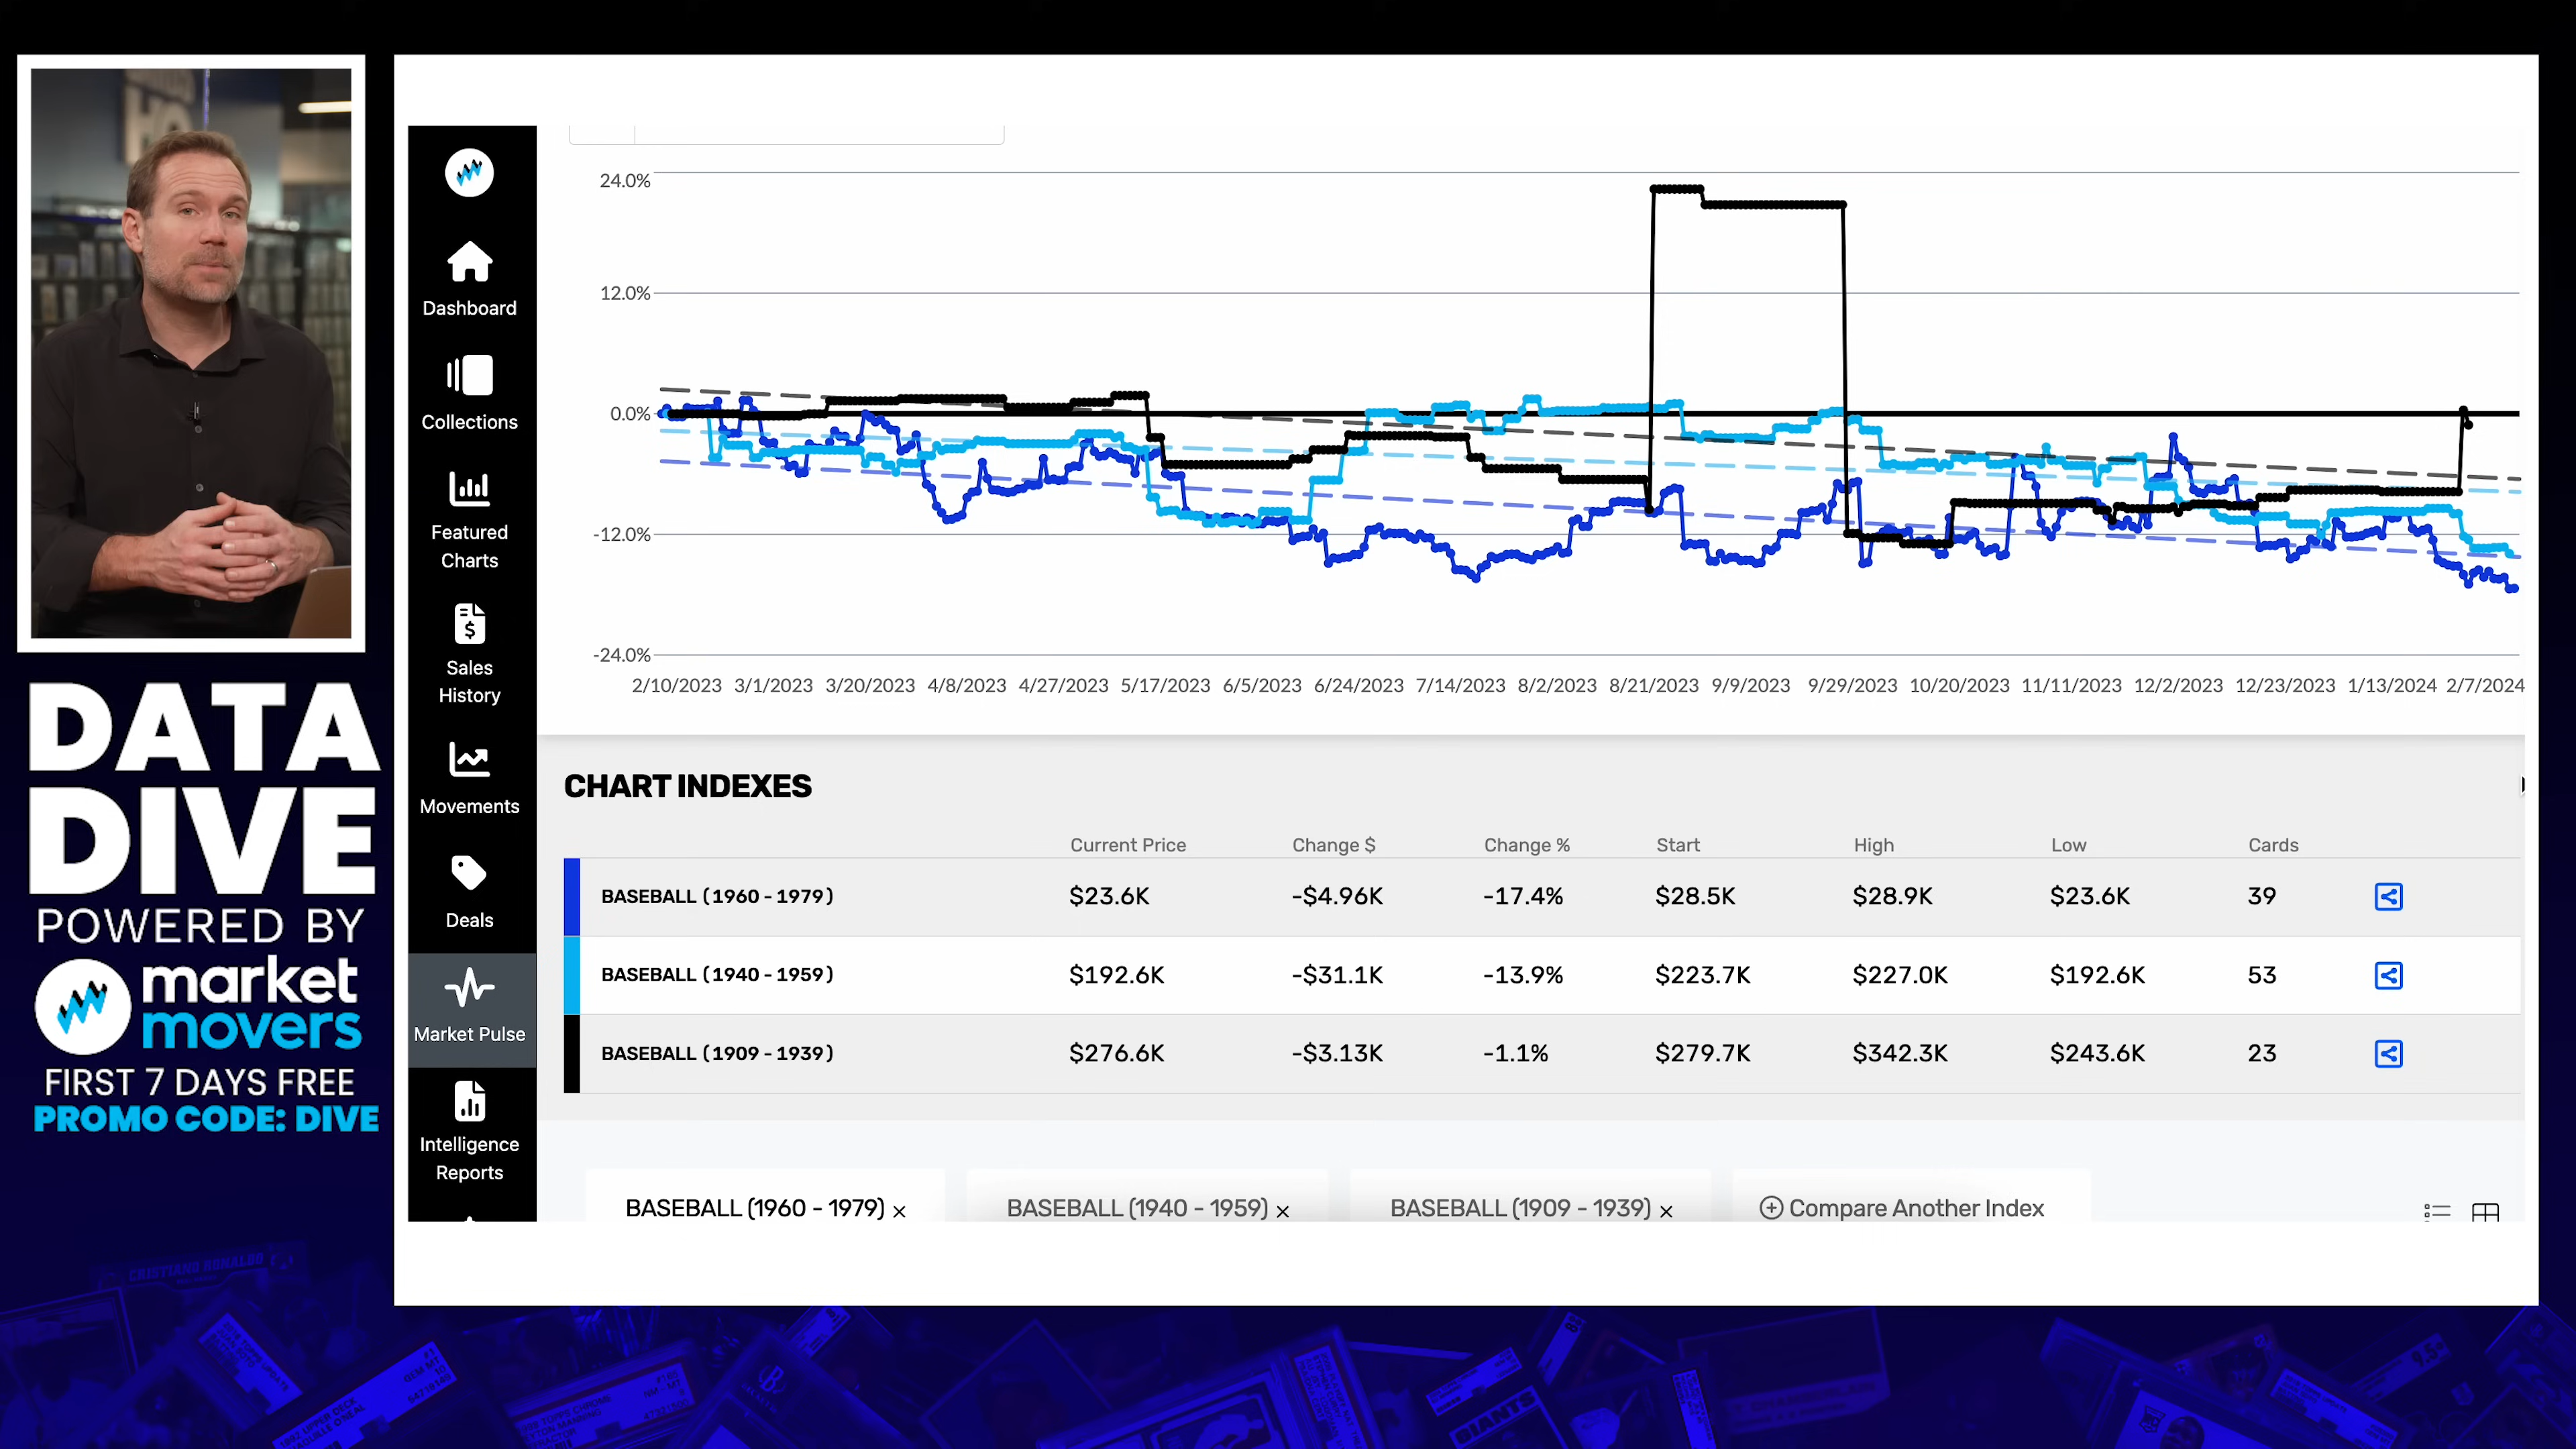 HO
DATA
DIVE
POWERED BY
market
movers
FIRST 7 DAYS FREE
PROMO CODE: DIVE
Dashboard
Collections
Featured
Charts
Sales
History
Movements
Deals
Market Pulse
Intelligence
Reports
24.0%
12.0%
0.0%
-12.0%
-24.0%
2/10/2023 3/1/2023 3/20/2023 4/8/2023 4/27/2023 5/17/2023 6/5/2023 6/24/2023 7/14/2023 8/2/2023 8/21/2023 9/9/2023 9/29/2023 10/20/2023 11/11/2023 12/2/2023 12/23/2023 1/13/2024 2/7/2024
CHART INDEXES
Current Price Change $ Change % Start High Low Cards
BASEBALL (1960 - 1979) $23.6K -$4.96K -17.4% $28.5K $28.9K $23.6K 39
BASEBALL (1940 - 1959) $192.6K -$31.1K -13.9% $223.7K $227.0K $192.6K 53
BASEBALL (1909 - 1939) $276.6K -$3.13K -1.1% $279.7K $342.3K $243.6K 23
BASEBALL (1960 - 1979) × BASEBALL (1940 - 1959) × BASEBALL (1909 - 1939) × Compare Another Index
CRISTIANO RONALDO
GIANTS
9.5